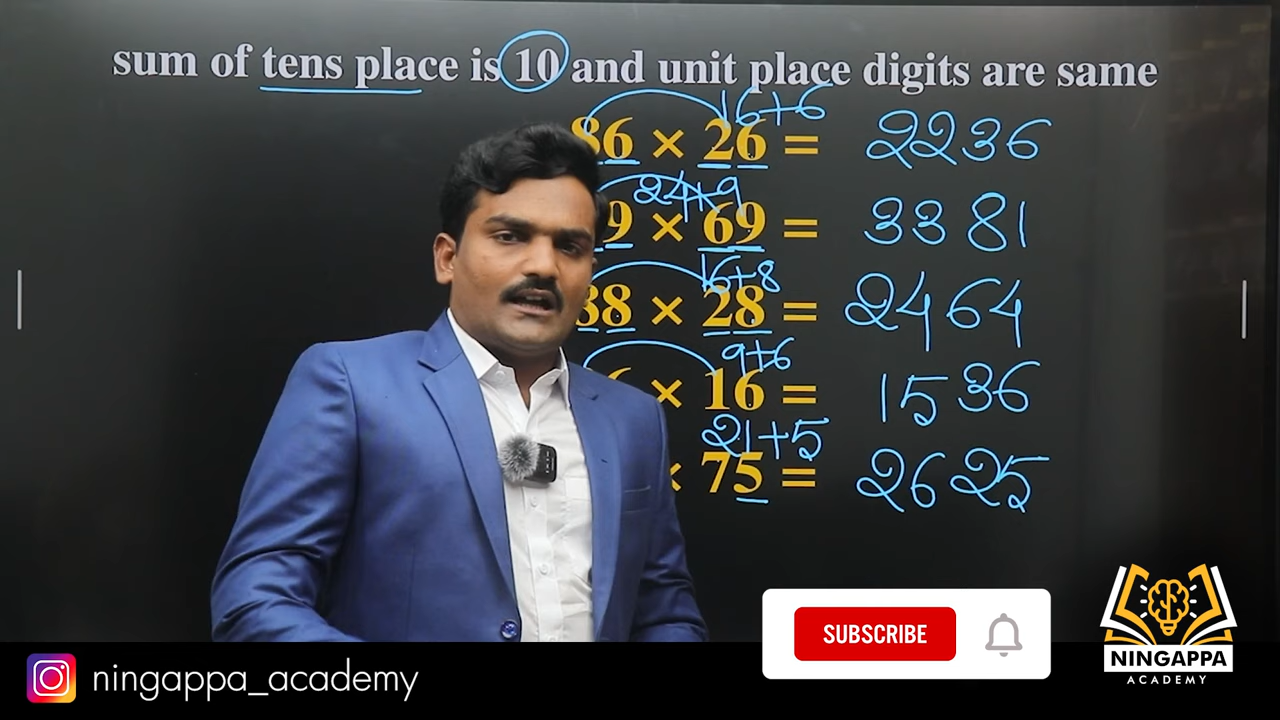 sum of tens place is 10 and unit place digits are same
16+6
86 × 26 = 2236
24+9
9 × 69 = 3381
16+8
88 × 28 = 2464
9+6
6 × 16 = 1536
21+5
× 75 = 2625
SUBSCRIBE
NINGAPPA
ACADEMY
ningappa_academy